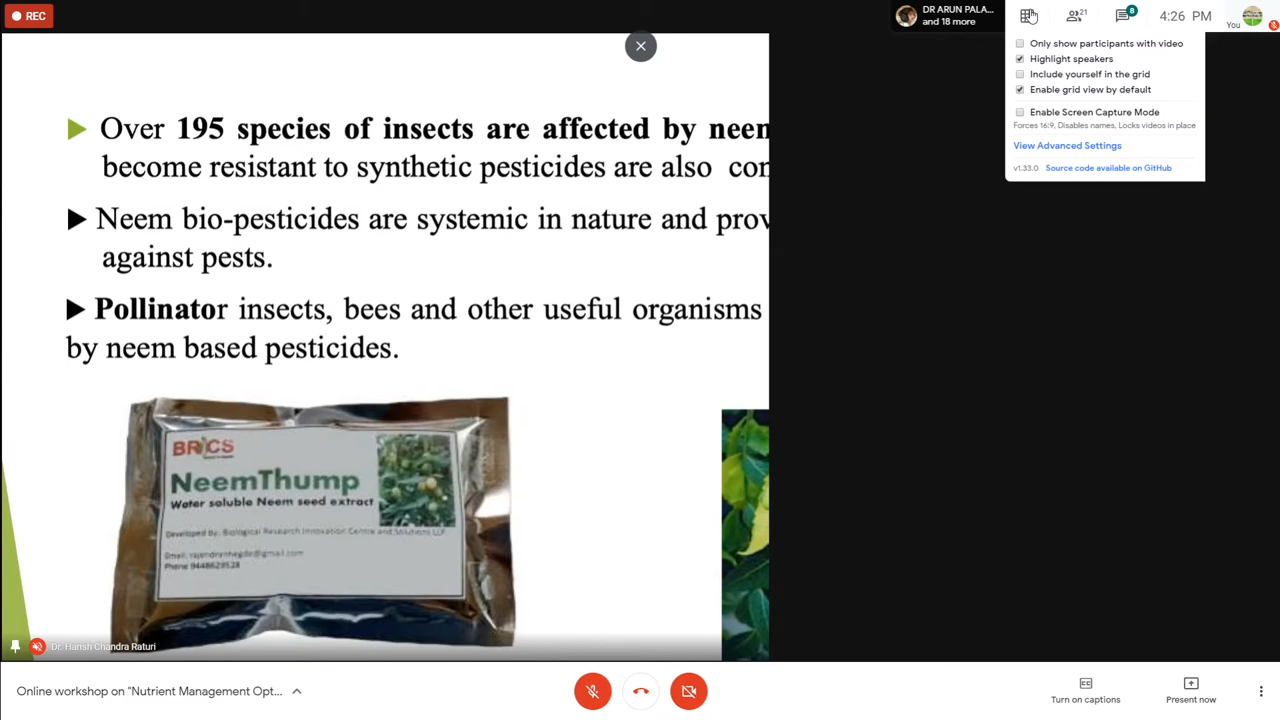 REC
DR ARUN PALA...
and 18 more
21
8
4:26 PM
You
Only show participants with video
Highlight speakers
Include yourself in the grid
Enable grid view by default
Enable Screen Capture Mode
Forces 16:9, Disables names, Locks videos in place
View Advanced Settings
v1.33.0 Source code available on GitHub
Over 195 species of insects are affected by neem
become resistant to synthetic pesticides are also con
Neem bio-pesticides are systemic in nature and prov
against pests.
Pollinator insects, bees and other useful organisms
by neem based pesticides.
BRICS
NeemThump
Water soluble Neem seed extract
Developed By: Biological Research Innovation Centre and Solutions LLP
Email: rajendranhegde@gmail.com
Phone 9448629528
Dr. Harish Chandra Raturi
Online workshop on "Nutrient Management Opt...
Turn on captions
Present now